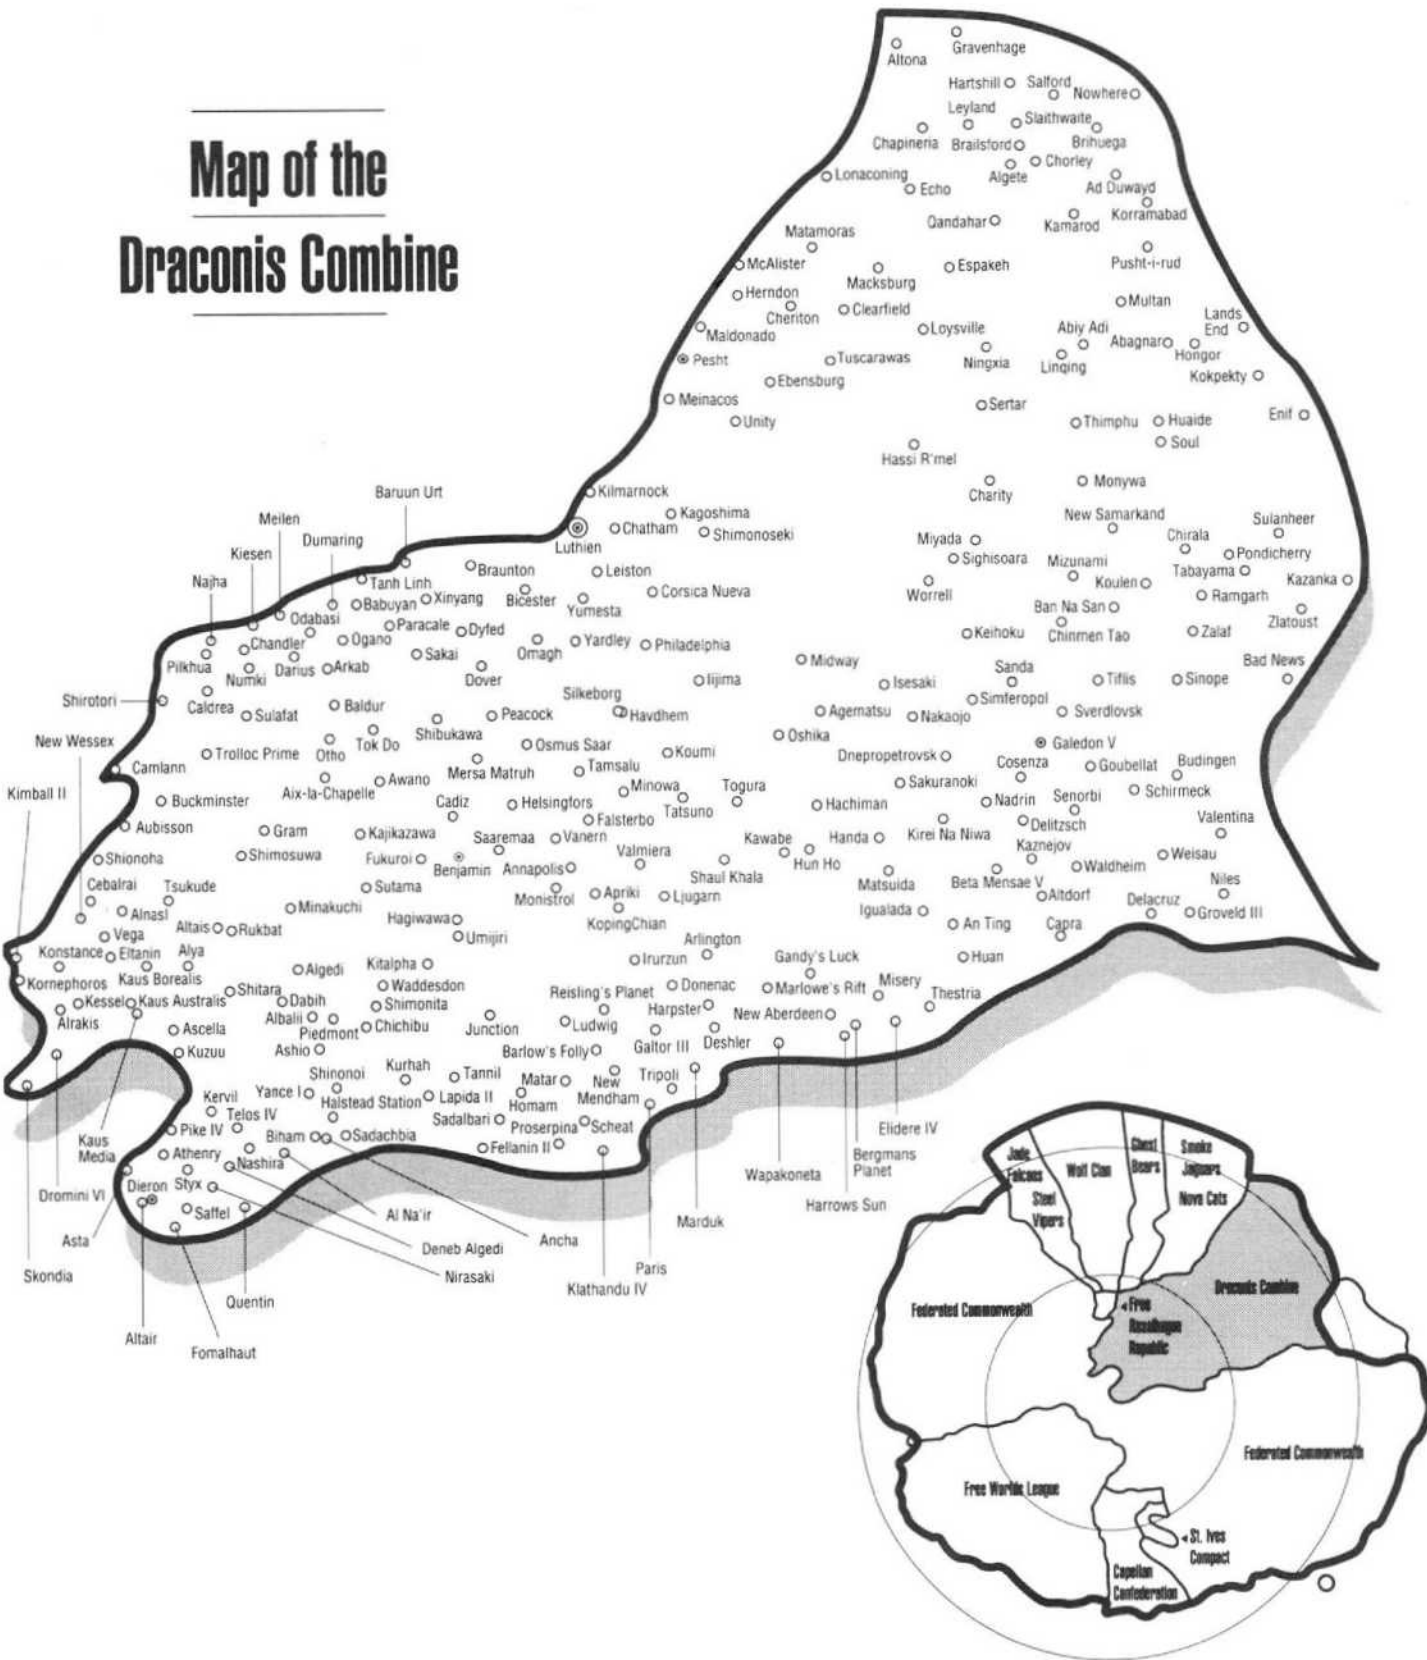 Map of the
Draconis Combine
Altona
Gravenhage
Hartshill
Salford
Nowhere
Leyland
Slaithwaite
Chapineria
Brailsford
Brihuega
Algete
Chorley
Lonaconing
Echo
Ad Duwayd
Korramabad
Qandahar
Kamarod
Matamoras
Pusht-i-rud
McAlister
Macksburg
Espakeh
Herndon
Cheriton
Clearfield
Multan
Lands
End
Maldonado
Loysville
Abiy Adi
Abagnar
Hongor
Pesht
Tuscarawas
Ningxia
Linqing
Kokpekty
Ebensburg
Meinacos
Sertar
Unity
Thimphu
Huaide
Enif
Soul
Hassi R'mel
Charity
Monywa
Baruun Urt
Kilmarnock
Meilen
Kagoshima
New Samarkand
Sulanheer
Dumaring
Chatham
Shimonoseki
Chirala
Kiesen
Luthien
Miyada
Pondicherry
Sighisoara
Mizunami
Tabayama
Najha
Tanh Linh
Braunton
Leiston
Koulen
Kazanka
Babuyan
Xinyang
Bicester
Yumesta
Corsica Nueva
Worrell
Ramgarh
Ban Na San
Zlatoust
Odabasi
Paracale
Dyfed
Chinmen Tao
Zalaf
Chandler
Ogano
Omagh
Yardley
Philadelphia
Keihoku
Pilkhua
Numki
Darius
Arkab
Sakai
Dover
Midway
Sanda
Bad News
Shirotori
Caldrea
Iijima
Isesaki
Simferopol
Tiflis
Sinope
Sulafat
Baldur
Silkeborg
Havdhem
Shibukawa
Peacock
Agematsu
Nakaojo
Sverdlovsk
New Wessex
Trolloc Prime
Otho
Tok Do
Osmus Saar
Koumi
Oshika
Dnepropetrovsk
Galedon V
Camlann
Mersa Matruh
Tamsalu
Cosenza
Goubellat
Budingen
Kimball II
Aix-la-Chapelle
Awano
Minowa
Togura
Sakuranoki
Schirmeck
Buckminster
Cadiz
Helsingfors
Tatsuno
Hachiman
Nadrin
Senorbi
Aubisson
Gram
Kajikazawa
Falsterbo
Delitzsch
Valentina
Saaremaa
Vanern
Kawabe
Handa
Kirei Na Niwa
Shionoha
Shimosuwa
Fukuroi
Benjamin
Annapolis
Valmiera
Shaul Khala
Hun Ho
Kaznejov
Waldheim
Weisau
Cebalrai
Tsukude
Sutama
Monistrol
Apriki
Ljugarn
Matsuida
Beta Mensae V
Altdorf
Niles
Alnasl
Minakuchi
Hagiwawa
KopingChian
Igualada
Delacruz
Groveld III
Vega
Altais
Rukbat
Umijiri
Arlington
An Ting
Capra
Konstance
Eltanin
Alya
Kitalpha
Irurzun
Gandy's Luck
Huan
Kornephoros
Kaus Borealis
Algedi
Waddesdon
Donenac
Marlowe's Rift
Misery
Kessel
Kaus Australis
Shitara
Dabih
Shimonita
Reisling's Planet
Harpster
Thestria
Alrakis
Albalii
Piedmont
Chichibu
Junction
Ludwig
New Aberdeen
Ascella
Galtor III
Deshler
Kuzuu
Ashio
Barlow's Folly
Shinonoi
Kurhah
Tannil
Matar
New
Mendham
Tripoli
Kervil
Yance I
Halstead Station
Lapida II
Homam
Telos IV
Sadalbari
Proserpina
Scheat
Kaus
Media
Pike IV
Biham
Sadachbia
Fellanin II
Elidere IV
Athenry
Nashira
Bergmans
Planet
Dromini VI
Dieron
Styx
Wapakoneta
Saffel
Al Na'ir
Harrows Sun
Asta
Deneb Algedi
Ancha
Marduk
Skondia
Nirasaki
Paris
Quentin
Klathandu IV
Altair
Fomalhaut
Jade
Falcons
Wolf Clan
Ghost
Bears
Smoke
Jaguars
Steel
Vipers
Nova Cats
Federated Commonwealth
Free
Rasalhague
Republic
Draconis Combine
Federated Commonwealth
Free Worlds League
St. Ives
Compact
Capellan
Confederation